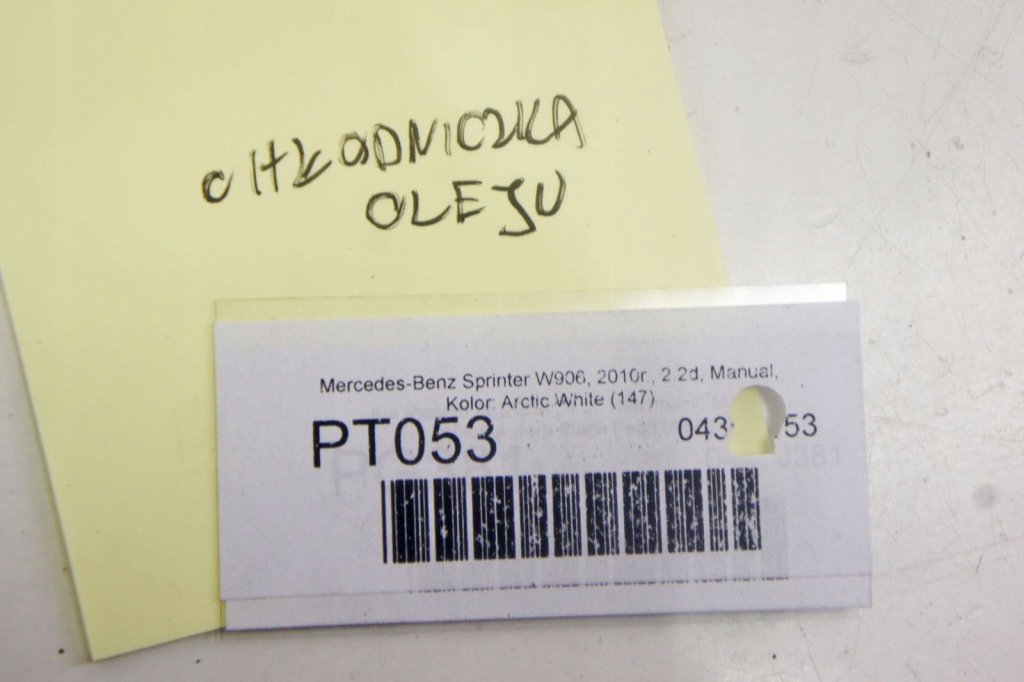 CHŁODNICZKA
OLEJU
Mercedes-Benz Sprinter W906, 2010r., 2.2d, Manual,
Kolor: Arctic White (147)
PT053